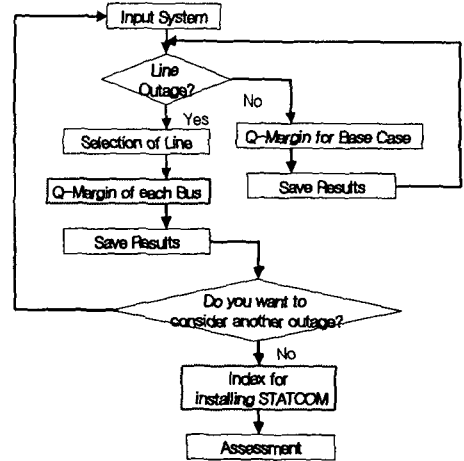 Input System
Line
Outage?
No
Yes
Selection of Line
Q-Margin for Base Case
Q-Margin of each Bus
Save Results
Save Results
Do you want to
consider another outage?
No
Index for
installing STATCOM
Assessment